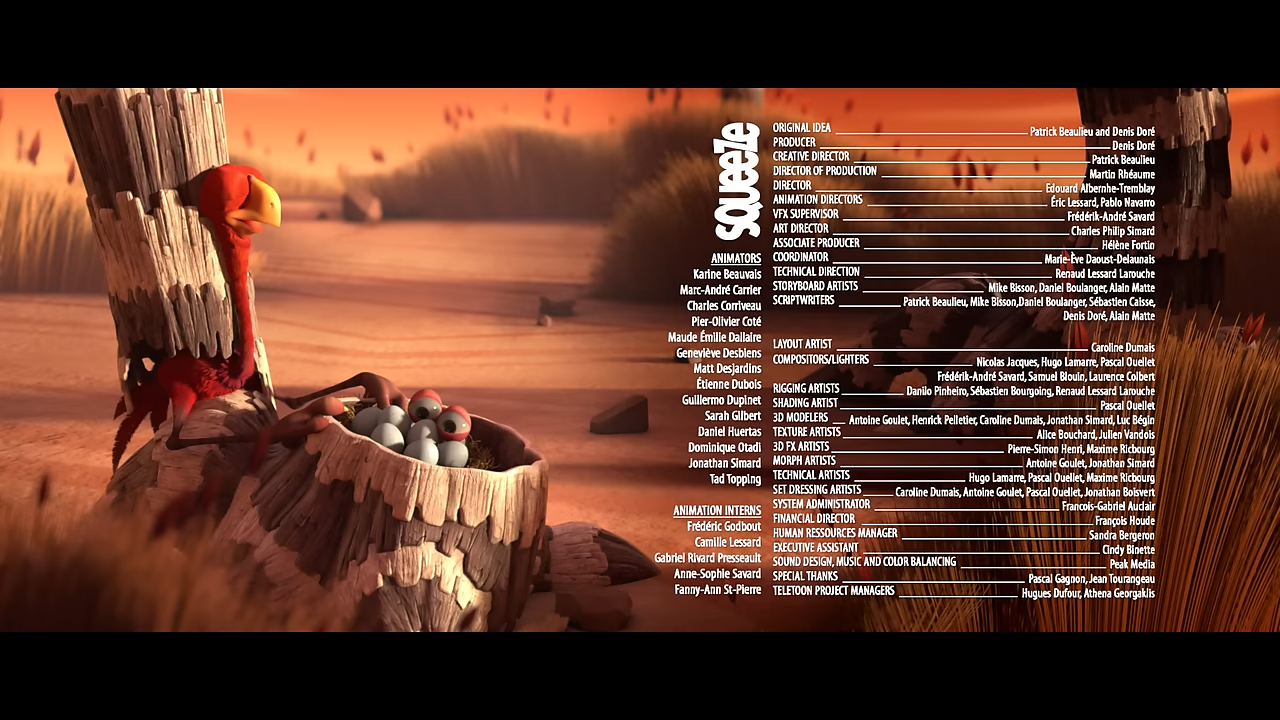 squeeze
ANIMATORS
Karine Beauvais
Marc-André Carrier
Charles Corriveau
Pier-Olivier Coté
Maude Émilie Dallaire
Geneviève Desbiens
Matt Desjardins
Étienne Dubois
Guillermo Dupinet
Sarah Gilbert
Daniel Huertas
Dominique Otadi
Jonathan Simard
Tad Topping
ANIMATION INTERNS
Frédéric Godbout
Camille Lessard
Gabriel Rivard Presseault
Anne-Sophie Savard
Fanny-Ann St-Pierre
ORIGINAL IDEA Patrick Beaulieu and Denis Doré
PRODUCER Denis Doré
CREATIVE DIRECTOR Patrick Beaulieu
DIRECTOR OF PRODUCTION Martin Rhéaume
DIRECTOR Edouard Albernhe-Tremblay
ANIMATION DIRECTORS Éric Lessard, Pablo Navarro
VFX SUPERVISOR Frédérik-André Savard
ART DIRECTOR Charles Philip Simard
ASSOCIATE PRODUCER Hélène Fortin
COORDINATOR Marie-Ève Daoust-Delaunais
TECHNICAL DIRECTION Renaud Lessard Larouche
STORYBOARD ARTISTS Mike Bisson, Daniel Boulanger, Alain Matte
SCRIPTWRITERS Patrick Beaulieu, Mike Bisson,Daniel Boulanger, Sébastien Caisse,
Denis Doré, Alain Matte
LAYOUT ARTIST Caroline Dumais
COMPOSITORS/LIGHTERS Nicolas Jacques, Hugo Lamarre, Pascal Ouellet
Frédérik-André Savard, Samuel Blouin, Laurence Colbert
RIGGING ARTISTS Danilo Pinheiro, Sébastien Bourgoing, Renaud Lessard Larouche
SHADING ARTIST Pascal Ouellet
3D MODELERS Antoine Goulet, Henrick Pelletier, Caroline Dumais, Jonathan Simard, Luc Bégin
TEXTURE ARTISTS Alice Bouchard, Julien Vandois
3D FX ARTISTS Pierre-Simon Henri, Maxime Ricbourg
MORPH ARTISTS Antoine Goulet, Jonathan Simard
TECHNICAL ARTISTS Hugo Lamarre, Pascal Ouellet, Maxime Ricbourg
SET DRESSING ARTISTS Caroline Dumais, Antoine Goulet, Pascal Ouellet, Jonathan Boisvert
SYSTEM ADMINISTRATOR Francois-Gabriel Auclair
FINANCIAL DIRECTOR François Houde
HUMAN RESSOURCES MANAGER Sandra Bergeron
EXECUTIVE ASSISTANT Cindy Binette
SOUND DESIGN, MUSIC AND COLOR BALANCING Peak Media
SPECIAL THANKS Pascal Gagnon, Jean Tourangeau
TELETOON PROJECT MANAGERS Hugues Dufour, Athena Georgaklis